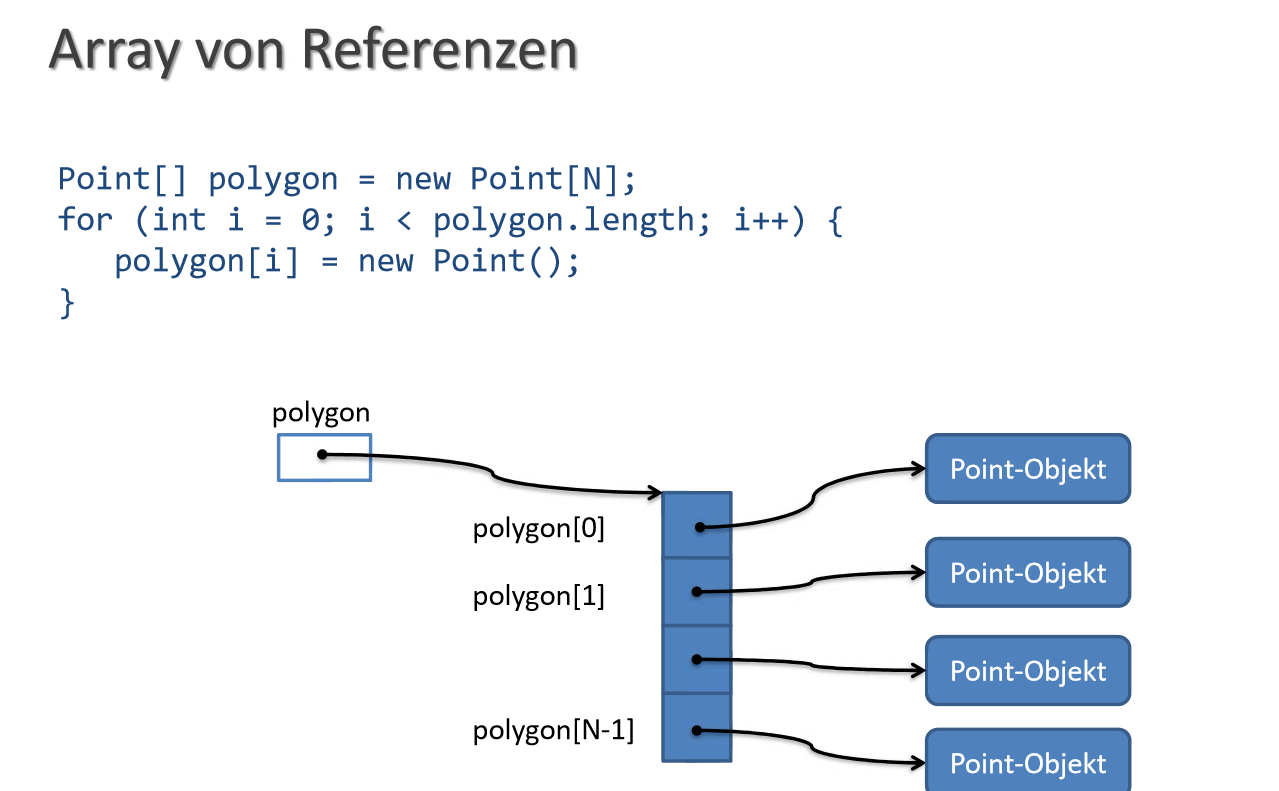 Array von Referenzen
Point[] polygon = new Point[N];
for (int i = 0; i < polygon.length; i++) {
   polygon[i] = new Point();
}
polygon
Point-Objekt
polygon[0]
Point-Objekt
polygon[1]
Point-Objekt
polygon[N-1]
Point-Objekt